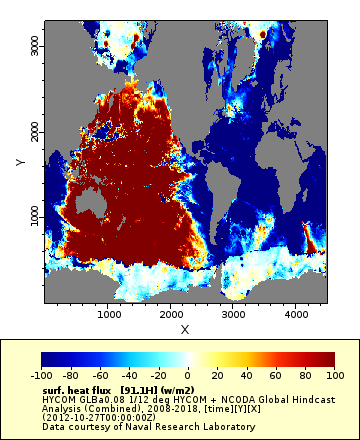 3000
2000
1000
Y
0
1000
2000
3000
4000
X
-100 -80 -60 -40 -20 0 20 40 60 80 100
surf. heat flux [91.1H] (w/m2)
HYCOM GLBa0.08 1/12 deg HYCOM + NCODA Global Hindcast
Analysis (Combined), 2008-2018, [time][Y][X]
(2012-10-27T00:00:00Z)
Data courtesy of Naval Research Laboratory